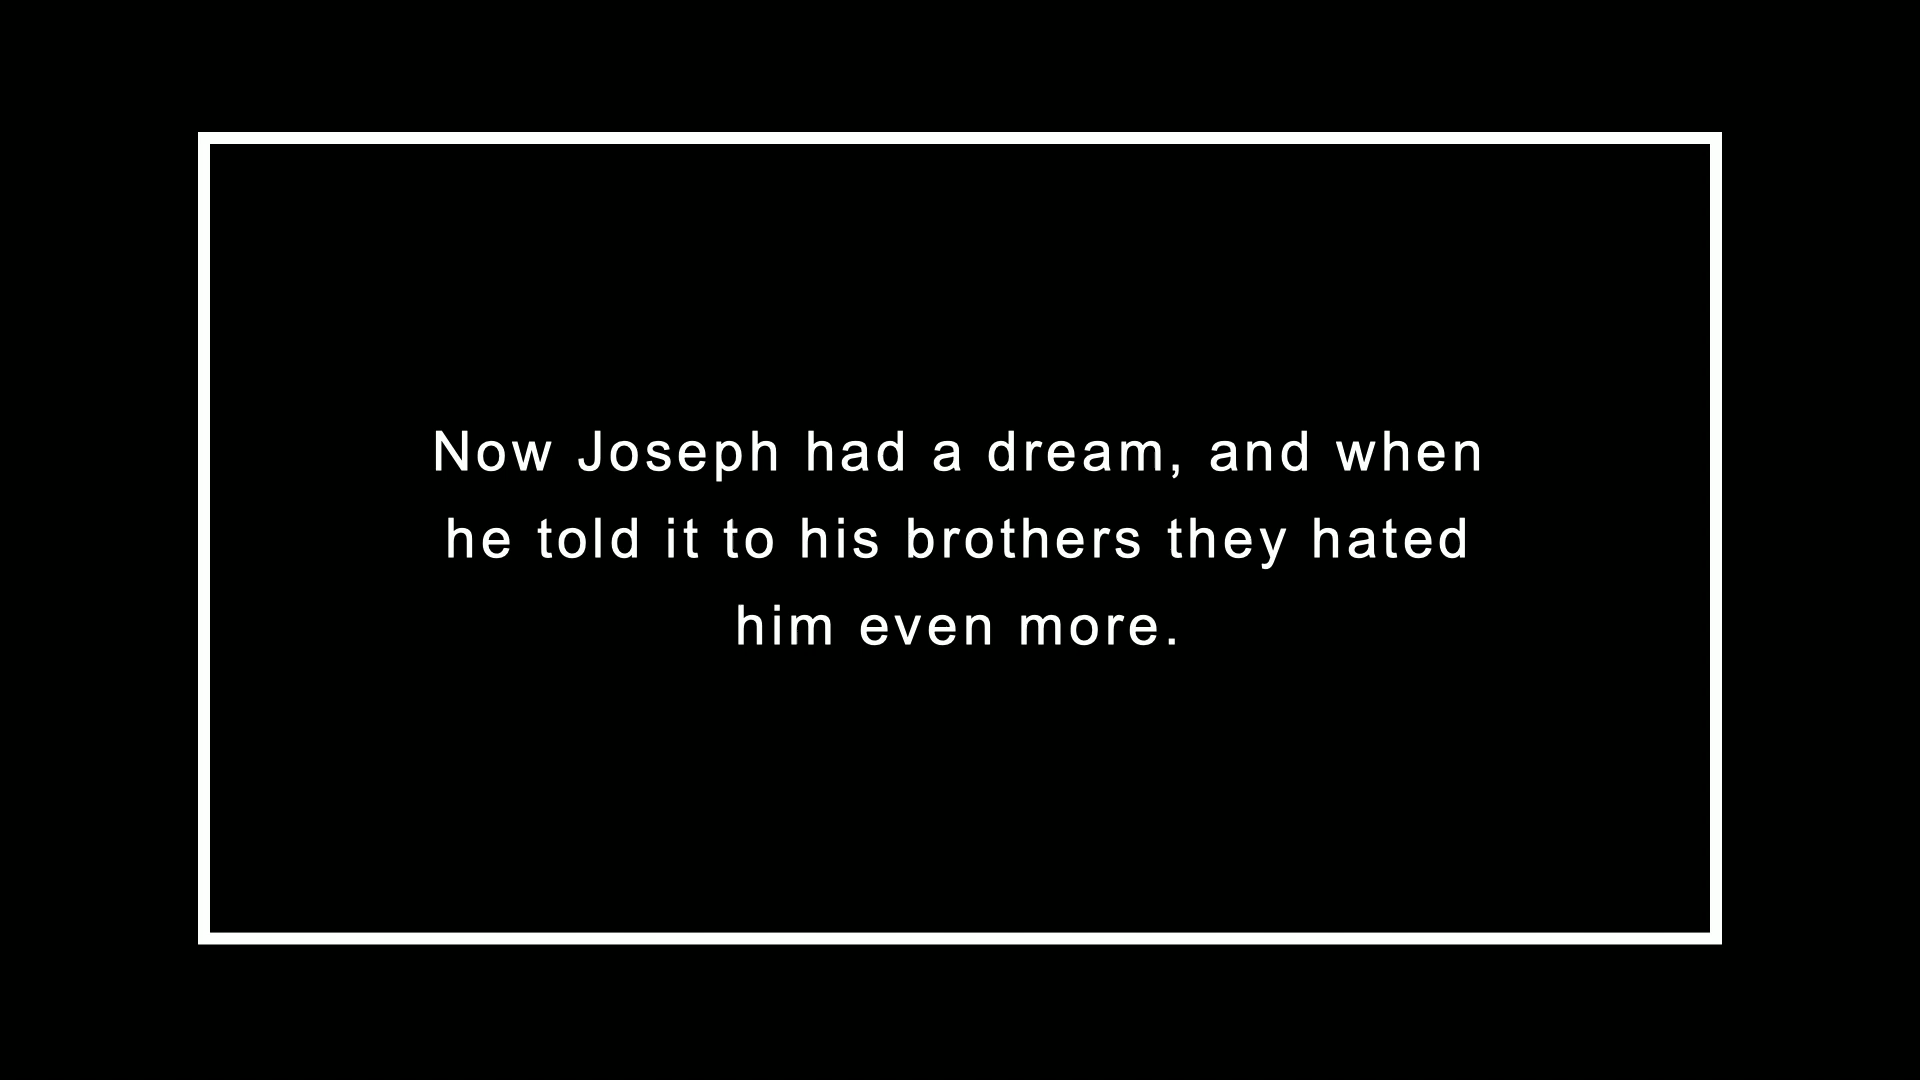 Now Joseph had a dream, and when
he told it to his brothers they hated
him even more.